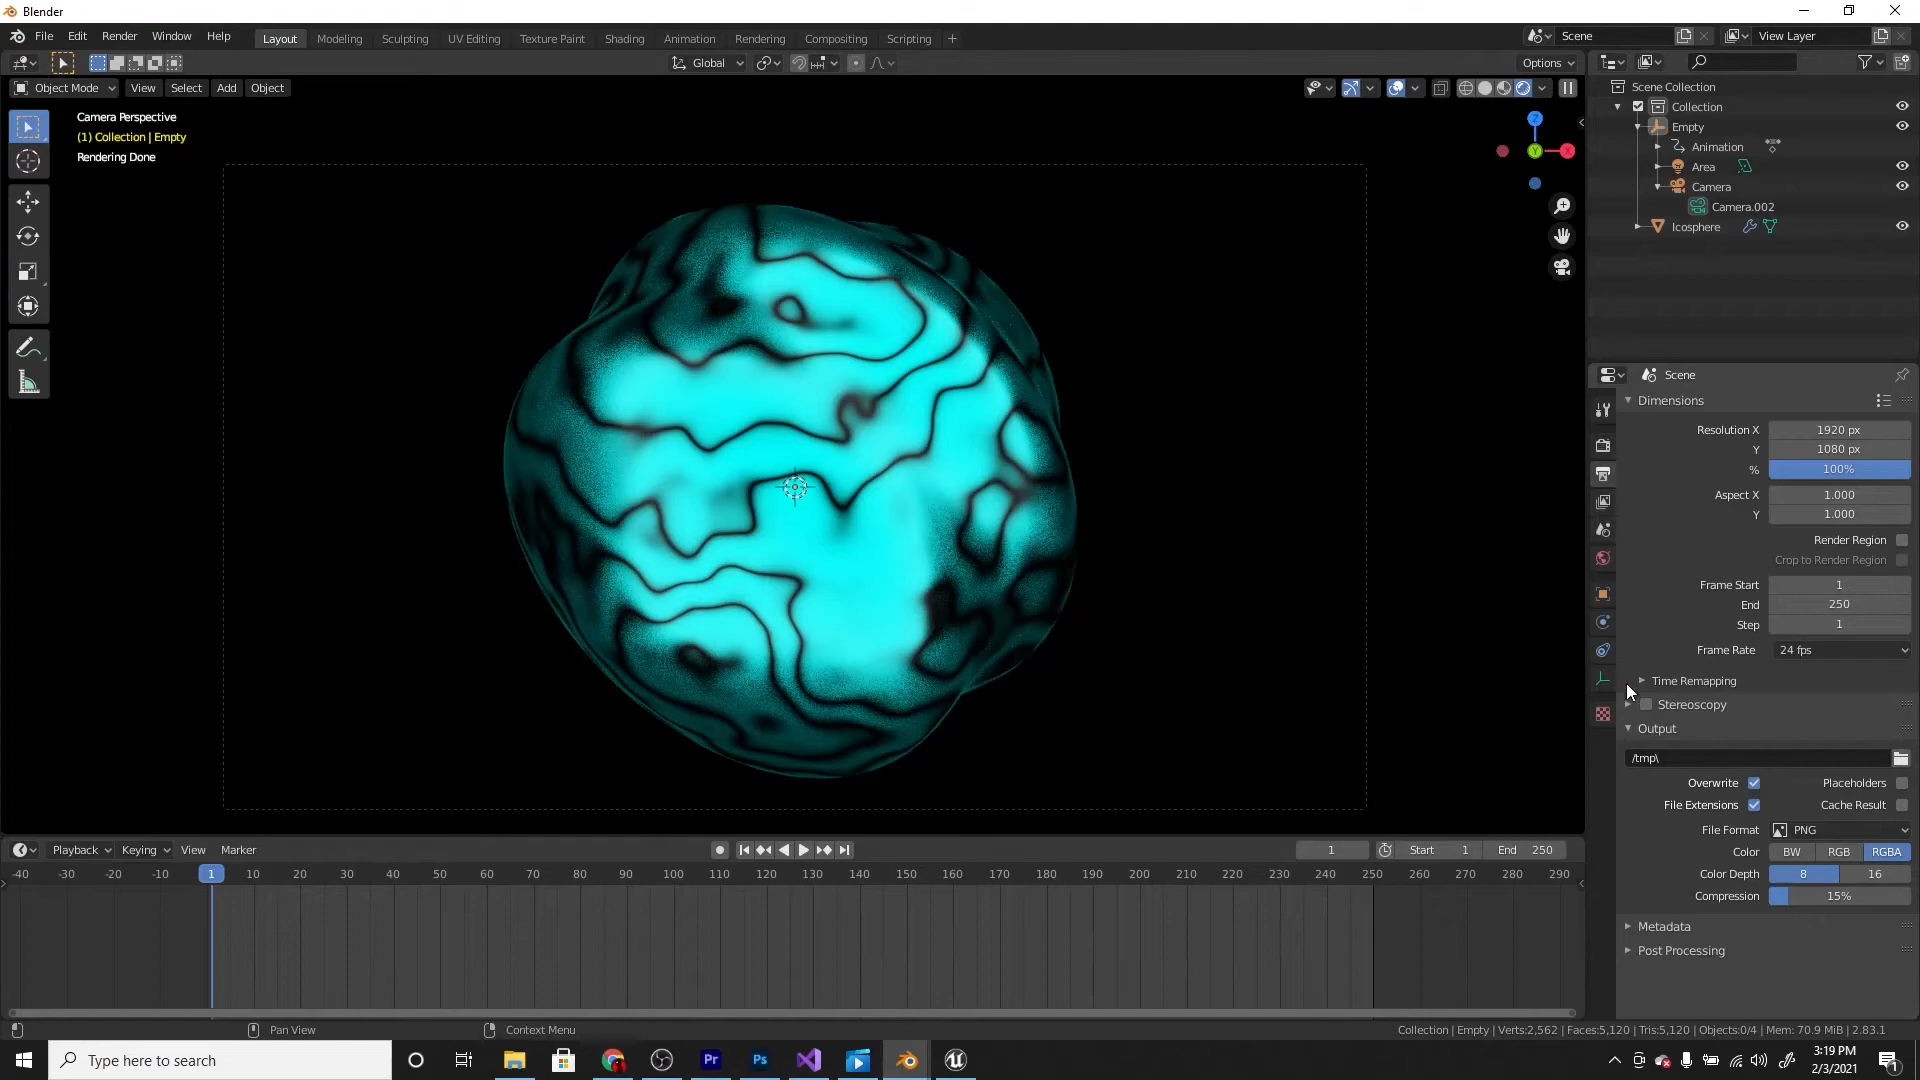 Blender
File Edit Render Window Help
Layout Modeling Sculpting UV Editing Texture Paint Shading Animation Rendering Compositing Scripting +
Scene
View Layer
Global
Options
Object Mode View Select Add Object
Camera Perspective
(1) Collection | Empty
Rendering Done
Z
Y
X
Scene Collection
Collection
Empty
Animation
Area
Camera
Camera.002
Icosphere
Scene
Dimensions
Resolution X 1920 px
Y 1080 px
% 100%
Aspect X 1.000
Y 1.000
Render Region
Crop to Render Region
Frame Start 1
End 250
Step 1
Frame Rate 24 fps
Time Remapping
Stereoscopy
Output
/tmp\
Overwrite Placeholders
File Extensions Cache Result
File Format PNG
Color BW RGB RGBA
Color Depth 8 16
Compression 15%
Metadata
Post Processing
Playback Keying View Marker
1 Start 1 End 250
-40 -30 -20 -10 1 10 20 30 40 50 60 70 80 90 100 110 120 130 140 150 160 170 180 190 200 210 220 230 240 250 260 270 280 290
Pan View
Context Menu
Collection | Empty | Verts:2,562 | Faces:5,120 | Tris:5,120 | Objects:0/4 | Mem: 70.9 MiB | 2.83.1
Type here to search
Pr
Ps
3:19 PM
2/3/2021
1